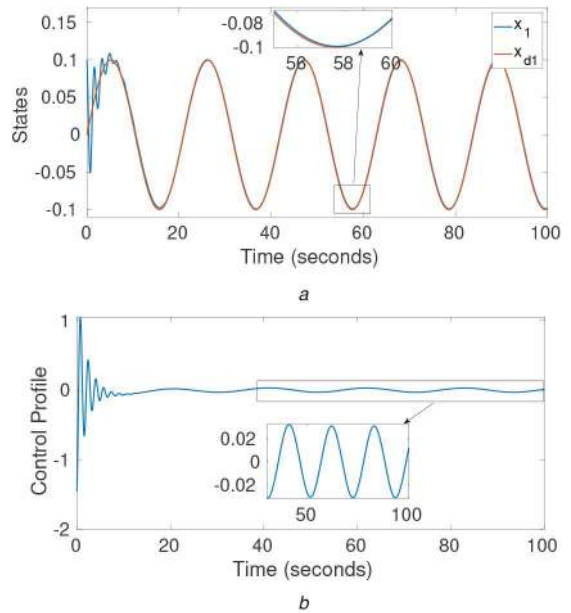 -0.08
-0.1
56 58 60
x1
xd1
0.1
0.05
0
-0.05
-0.1
States
0 20 40 60 80 100
Time (seconds)
a
1
0
-1
-2
Control Profile
0.02
0
-0.02
50 100
0 20 40 60 80 100
Time (seconds)
b